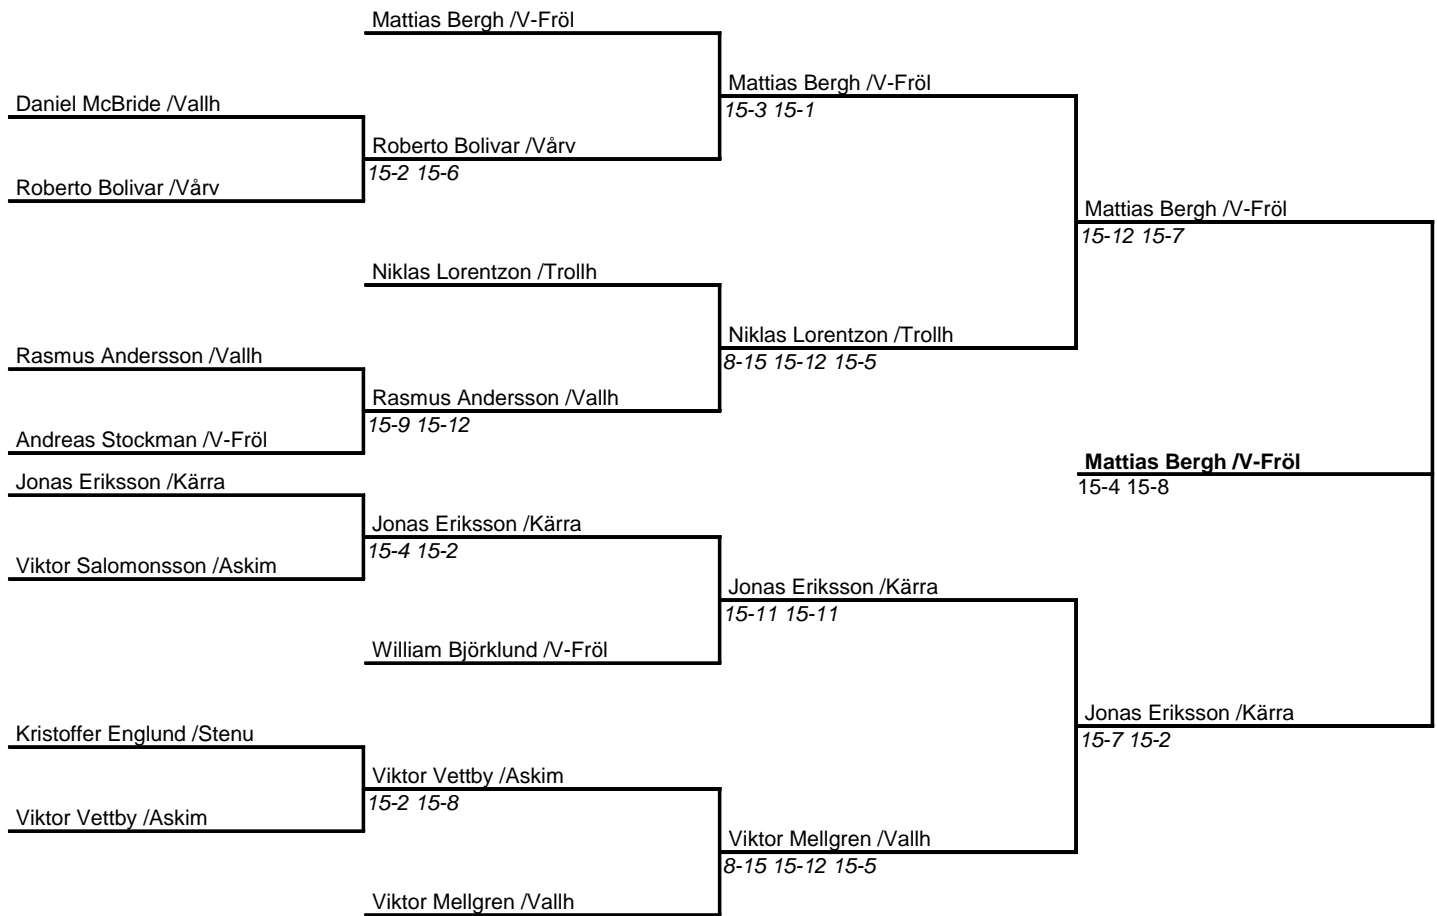 Mattias Bergh /V-Fröl
Mattias Bergh /V-Fröl
Daniel McBride /Vallh
15-3 15-1
Roberto Bolivar /Vårv
15-2 15-6
Roberto Bolivar /Vårv
Mattias Bergh /V-Fröl
15-12 15-7
Niklas Lorentzon /Trollh
Niklas Lorentzon /Trollh
Rasmus Andersson /Vallh
8-15 15-12 15-5
Rasmus Andersson /Vallh
15-9 15-12
Andreas Stockman /V-Fröl
Mattias Bergh /V-Fröl
Jonas Eriksson /Kärra
15-4 15-8
Jonas Eriksson /Kärra
15-4 15-2
Viktor Salomonsson /Askim
Jonas Eriksson /Kärra
15-11 15-11
William Björklund /V-Fröl
Jonas Eriksson /Kärra
Kristoffer Englund /Stenu
15-7 15-2
Viktor Vettby /Askim
15-2 15-8
Viktor Vettby /Askim
Viktor Mellgren /Vallh
8-15 15-12 15-5
Viktor Mellgren /Vallh